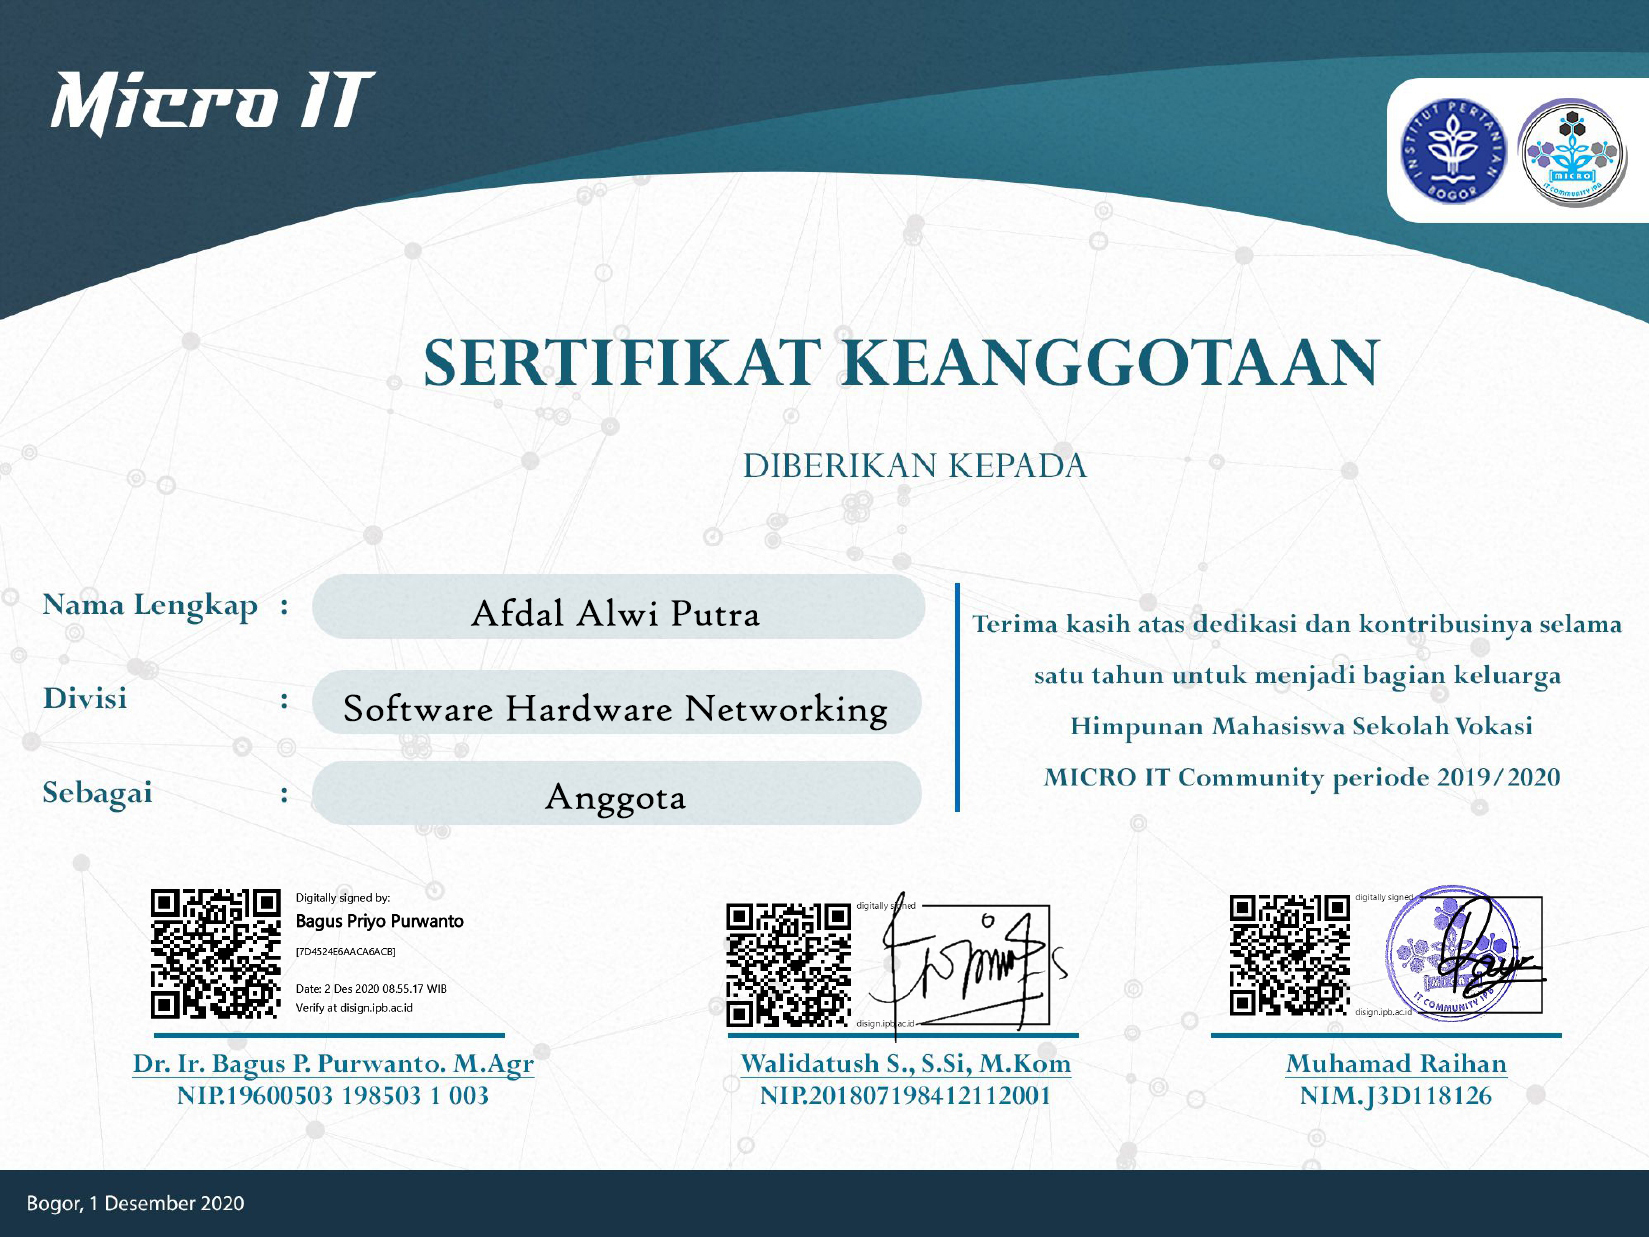 Micro IT
INSTITUT PERTANIAN BOGOR
MICRO
IT COMMUNITY IPB
SERTIFIKAT KEANGGOTAAN
DIBERIKAN KEPADA
Nama Lengkap : Afdal Alwi Putra
Divisi : Software Hardware Networking
Sebagai : Anggota
Terima kasih atas dedikasi dan kontribusinya selama
satu tahun untuk menjadi bagian keluarga
Himpunan Mahasiswa Sekolah Vokasi
MICRO IT Community periode 2019/2020
Digitally signed by:
Bagus Priyo Purwanto
[7D4524E6AACA6ACB]
Date: 2 Des 2020 08.55.17 WIB
Verify at disign.ipb.ac.id
Dr. Ir. Bagus P. Purwanto. M.Agr
NIP.19600503 198503 1 003
digitally signed
disign.ipb.ac.id
Walidatush S., S.Si, M.Kom
NIP.201807198412112001
digitally signed
IT COMMUNITY IPB
disign.ipb.ac.id
Muhamad Raihan
NIM.J3D118126
Bogor, 1 Desember 2020